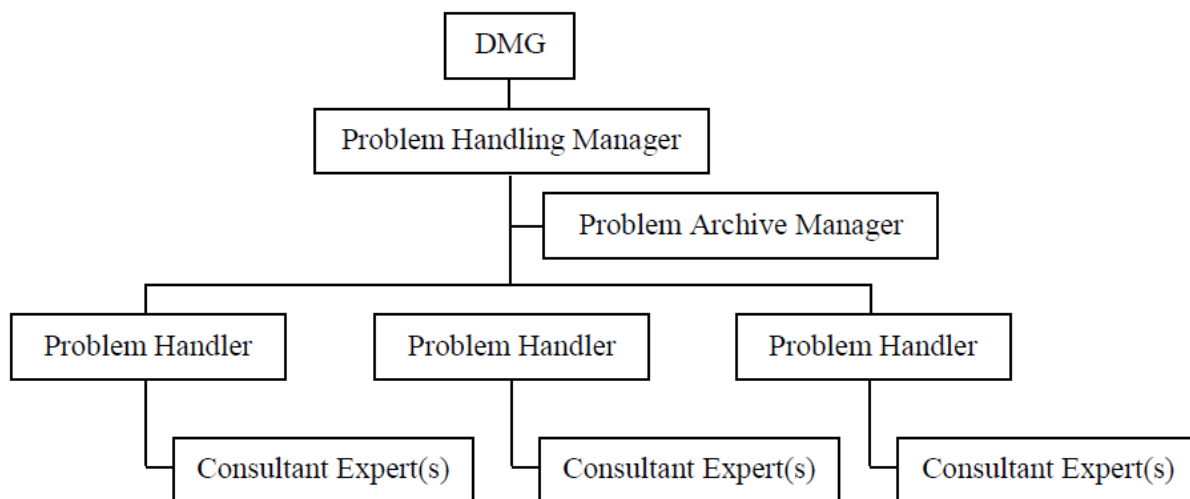 DMG
Problem Handling Manager
Problem Archive Manager
Problem Handler
Problem Handler
Problem Handler
Consultant Expert(s)
Consultant Expert(s)
Consultant Expert(s)